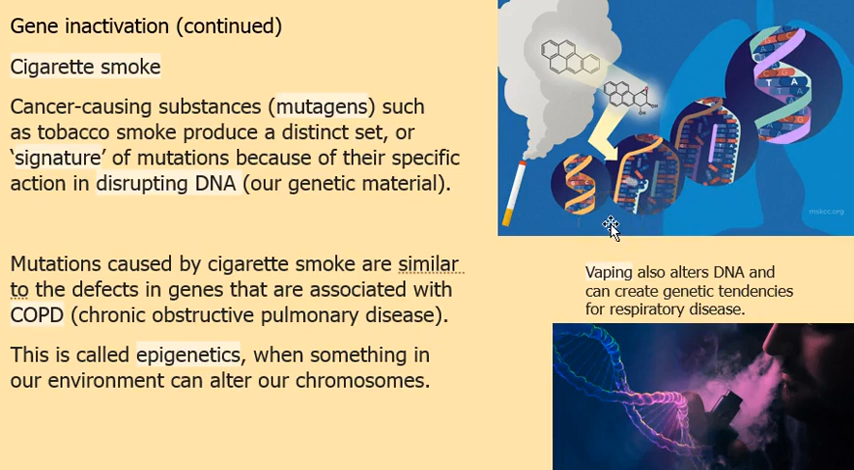 Gene inactivation (continued)
Cigarette smoke
Cancer-causing substances (mutagens) such
as tobacco smoke produce a distinct set, or
‘signature’ of mutations because of their specific
action in disrupting DNA (our genetic material).
Mutations caused by cigarette smoke are similar
to the defects in genes that are associated with
COPD (chronic obstructive pulmonary disease).
This is called epigenetics, when something in
our environment can alter our chromosomes.
OH
OH
T A
A
mskcc.org
Vaping also alters DNA and
can create genetic tendencies
for respiratory disease.